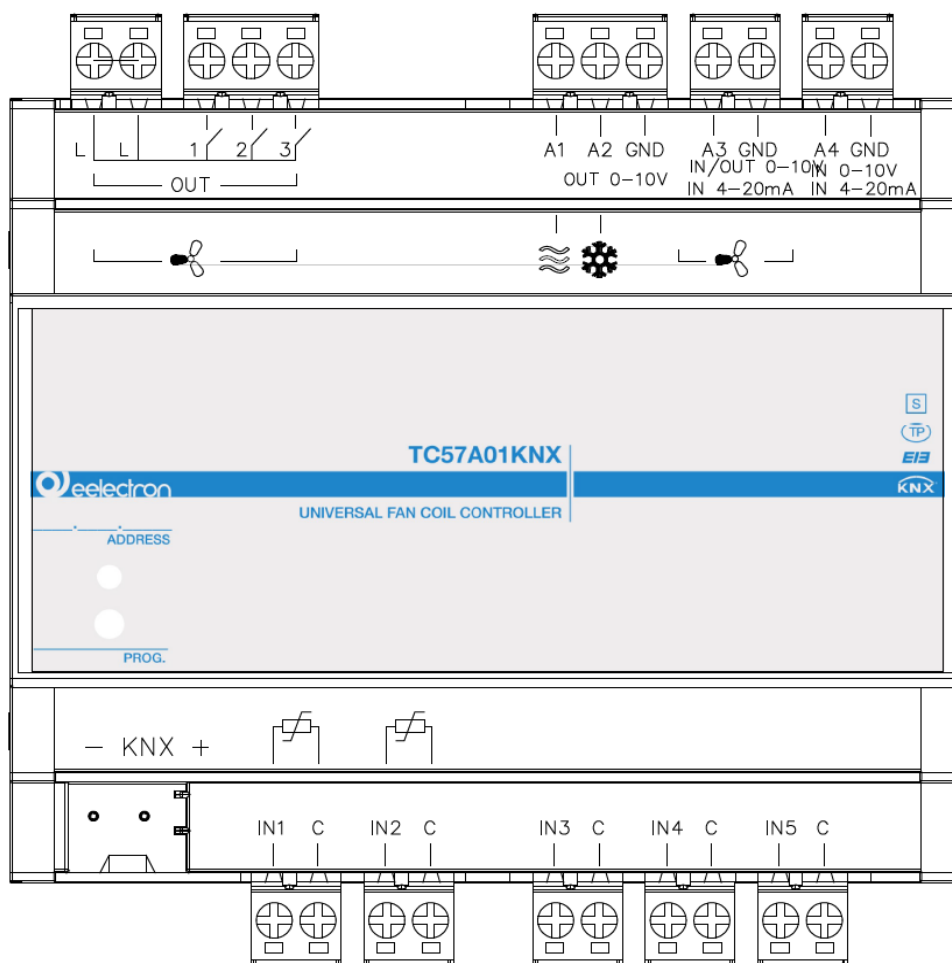 L L 1 2 3 A1 A2 GND A3 GND A4 GND
OUT OUT 0-10V IN/OUT 0-10V IN 0-10V
IN 4-20mA IN 4-20mA
S
TP
TC57A01KNX EIB
eelectron KNX
UNIVERSAL FAN COIL CONTROLLER
ADDRESS
PROG.
- KNX +
IN1 C IN2 C IN3 C IN4 C IN5 C